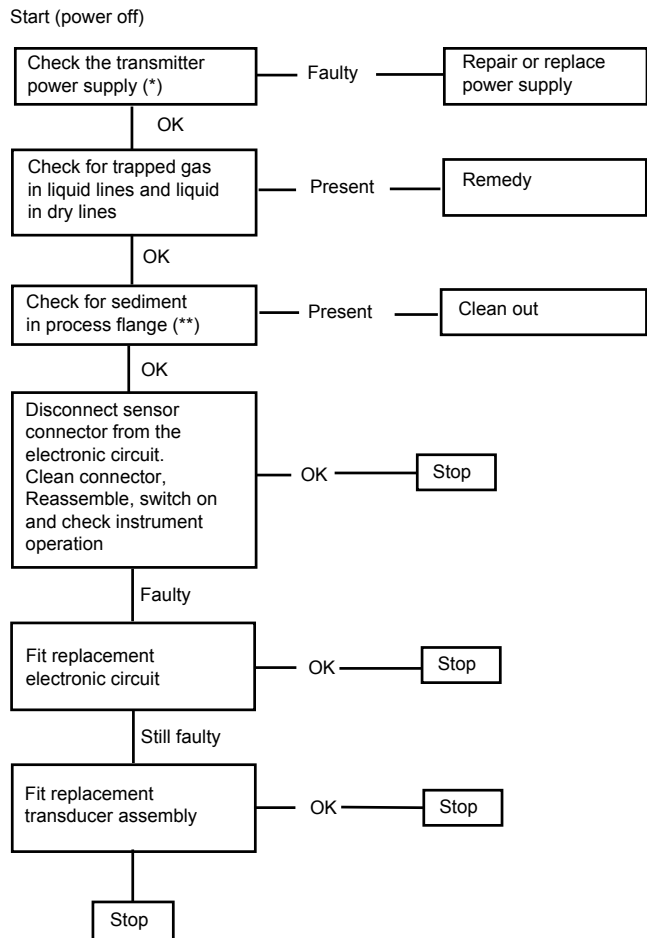 Start (power off)
Check the transmitter
power supply (*)
Faulty
Repair or replace
power supply
OK
Check for trapped gas
in liquid lines and liquid
in dry lines
Present
Remedy
OK
Check for sediment
in process flange (**)
Present
Clean out
OK
Disconnect sensor
connector from the
electronic circuit.
Clean connector,
Reassemble, switch on
and check instrument
operation
OK
Stop
Faulty
Fit replacement
electronic circuit
OK
Stop
Still faulty
Fit replacement
transducer assembly
OK
Stop
Stop